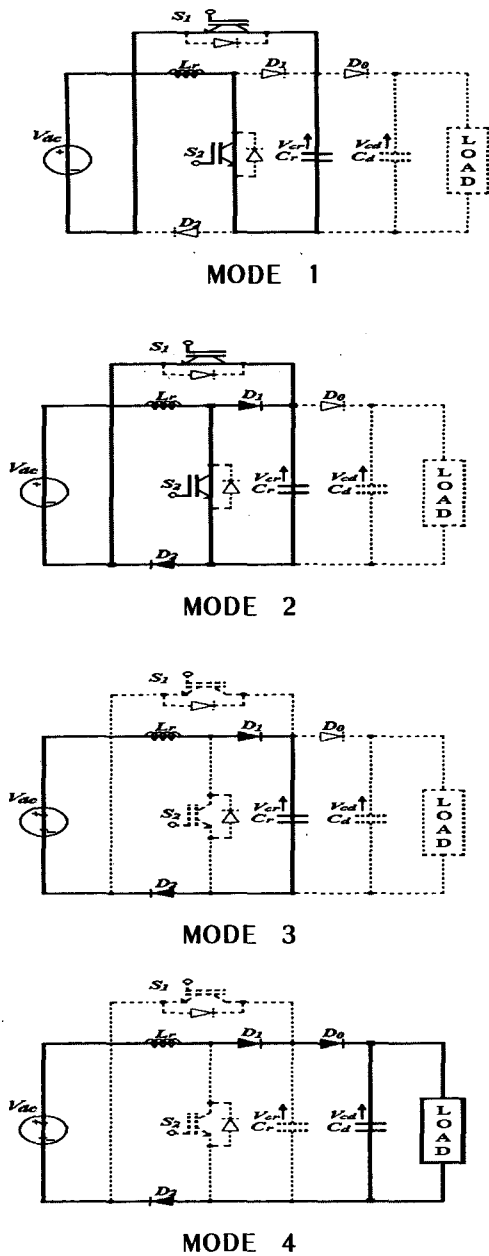 S1
Lr
D1
D0
Vdc
S2
Vcr
Cr
Vcd
Cd
LOAD
D2
MODE 1
S1
Lr
D1
D0
Vdc
S2
Vcr
Cr
Vcd
Cd
LOAD
D2
MODE 2
S1
Lr
D1
D0
Vdc
S2
Vcr
Cr
Vcd
Cd
LOAD
D2
MODE 3
S1
Lr
D1
D0
Vdc
S2
Vcr
Cr
Vcd
Cd
LOAD
D2
MODE 4